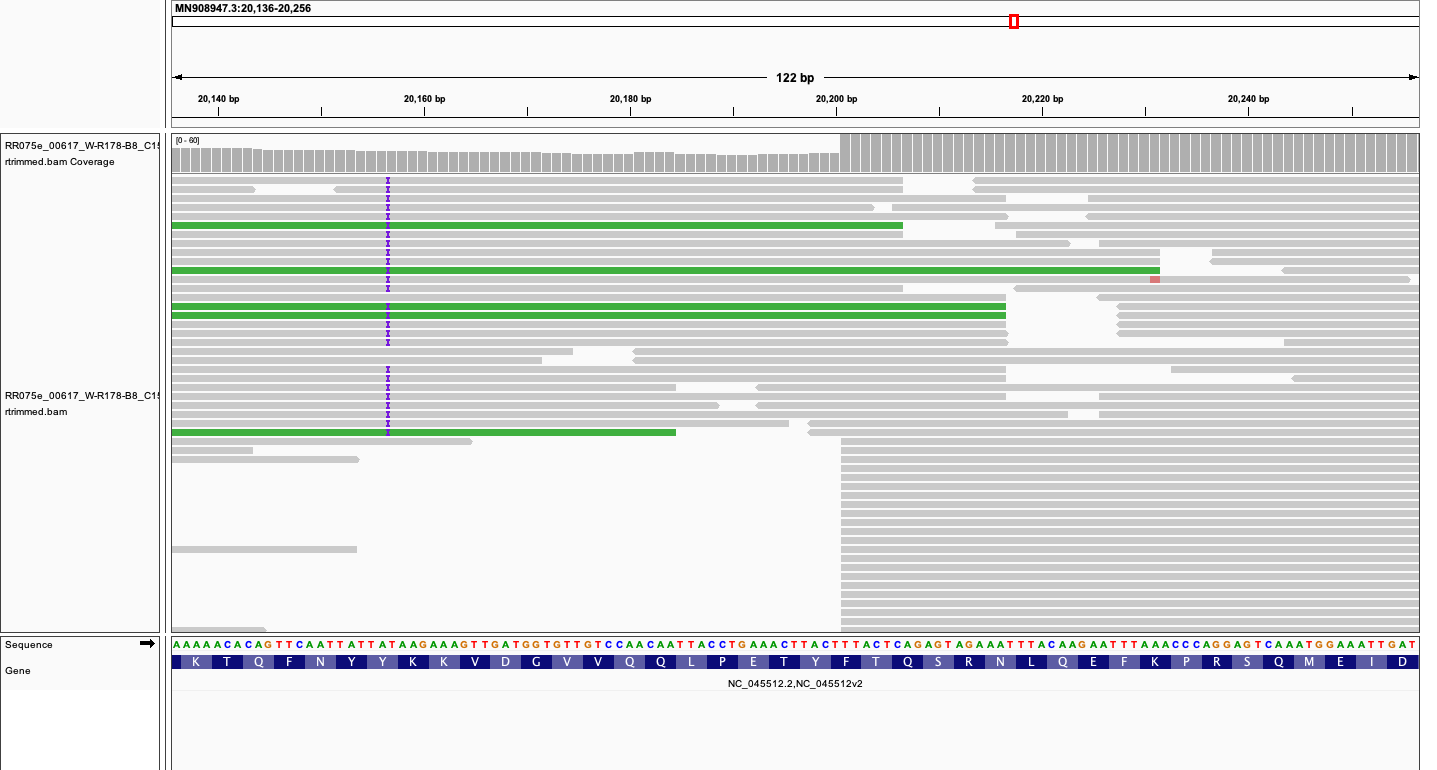 MN908947.3:20,136-20,256
122 bp
20,140 bp 20,160 bp 20,180 bp 20,200 bp 20,220 bp 20,240 bp
RR075e_00617_W-R178-B8_C1
rtrimmed.bam Coverage
[0 - 60]
RR075e_00617_W-R178-B8_C1
rtrimmed.bam
Sequence
AAAAACACAGTTCAATTATTATAAGAAAGTTGATGGTGTTGTCCAACAATTACCTGAAACTTACTTTACTCAGAGTAGAAATTTACAAGAATTTAAACCCAGGAGTCAAATGGAAATTGAT
Gene
K T Q F N Y Y K K V D G V V Q Q L P E T Y F T Q S R N L Q E F K P R S Q M E I D
NC_045512.2,NC_045512v2